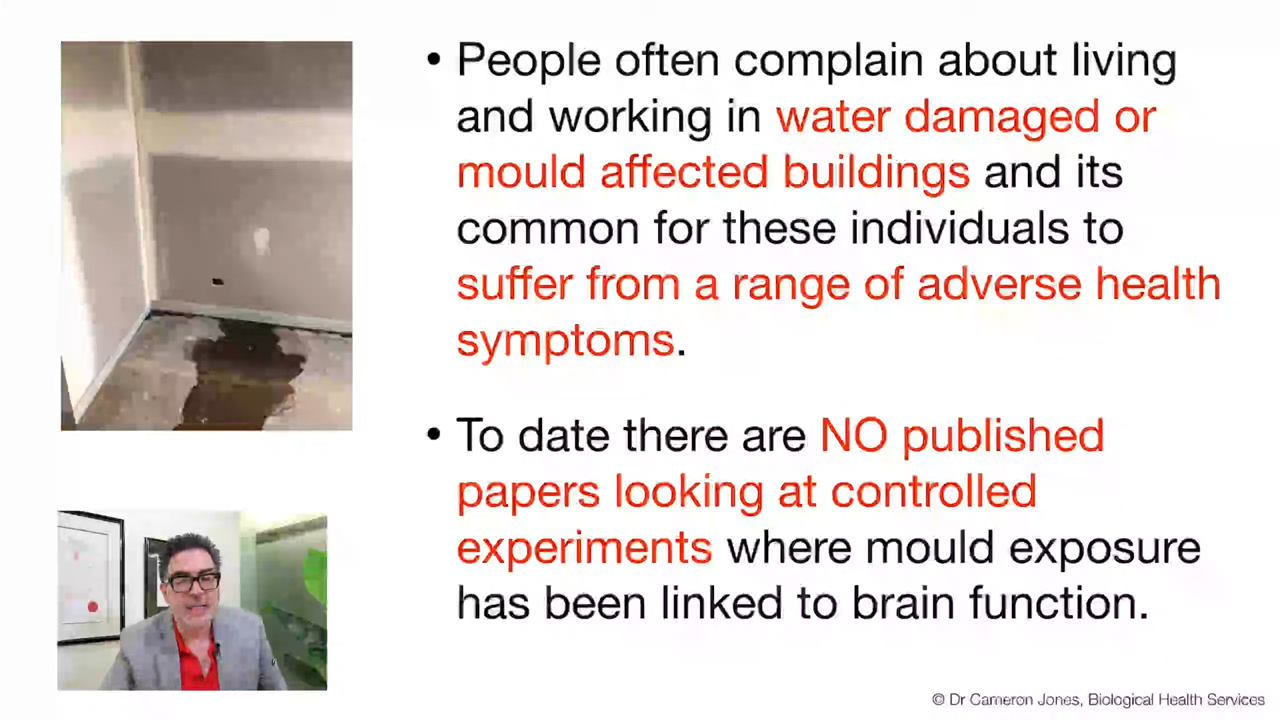 • People often complain about living
and working in water damaged or
mould affected buildings and its
common for these individuals to
suffer from a range of adverse health
symptoms.
• To date there are NO published
papers looking at controlled
experiments where mould exposure
has been linked to brain function.
© Dr Cameron Jones, Biological Health Services